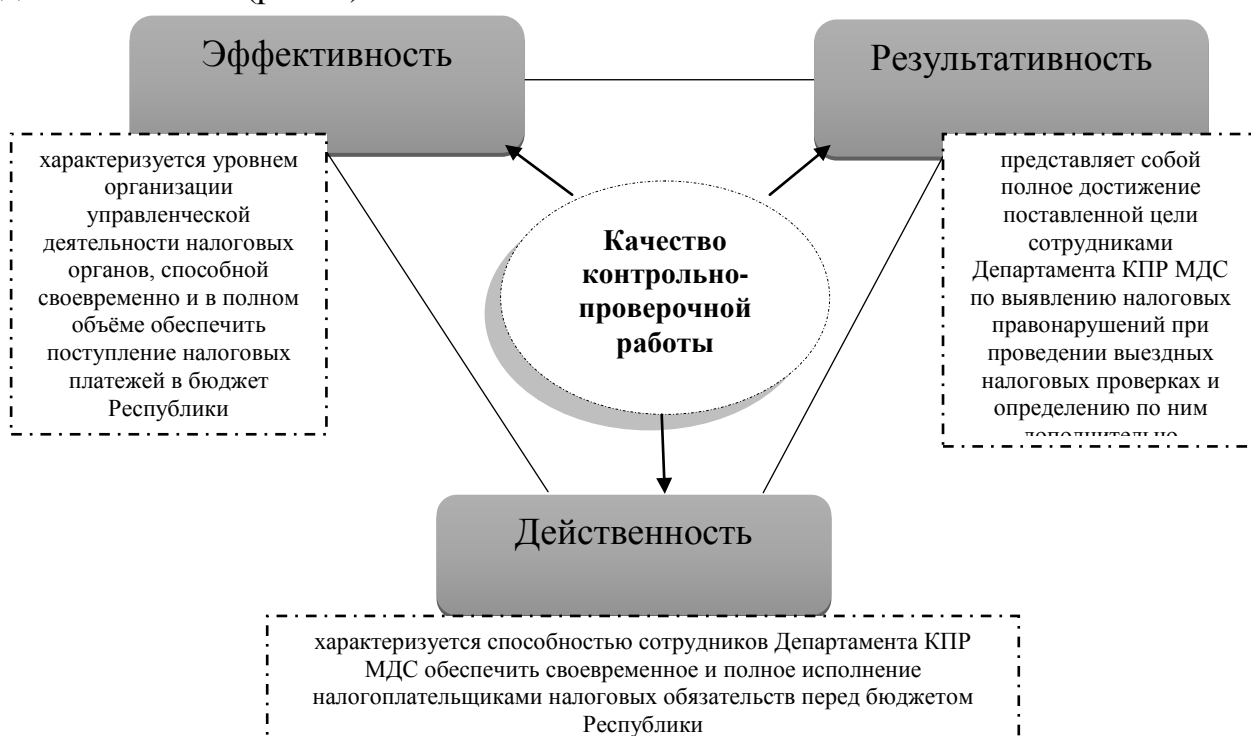 Эффективность
Результативность
характеризуется уровнем
организации
управленческой
деятельности налоговых
органов, способной
своевременно и в полном
объёме обеспечить
поступление налоговых
платежей в бюджет
Республики
представляет собой
полное достижение
поставленной цели
сотрудниками
Департамента КПР МДС
по выявлению налоговых
правонарушений при
проведении выездных
налоговых проверках и
определению по ним
дополнительно
Качество
контрольно-
проверочной
работы
Действенность
характеризуется способностью сотрудников Департамента КПР
МДС обеспечить своевременное и полное исполнение
налогоплательщиками налоговых обязательств перед бюджетом
Республики